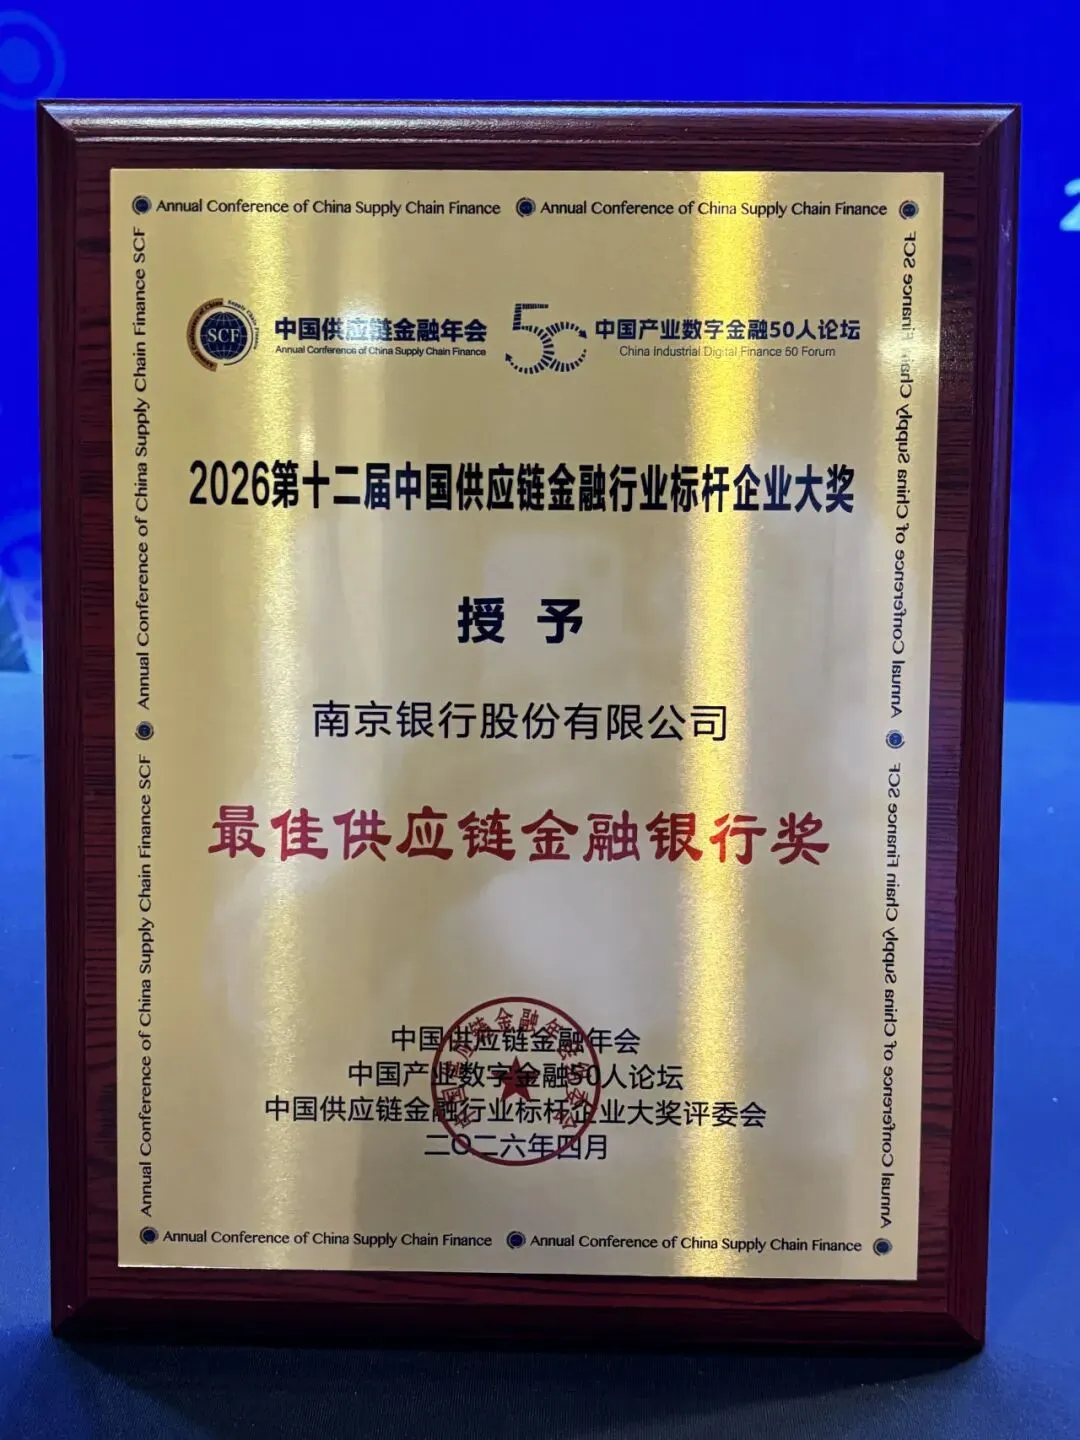 Annual Conference of China Supply Chain Finance Annual Conference of China Supply Chain Finance
Annual Conference of China Supply Chain Finance SCF
Annual Conference of China Supply Chain Finance SCF
Annual Conference of China Supply Chain Finance SCF
Annual Conference of China Supply Chain Finance SCF
SCF
Annual Conference of China Supply Chain Finance
中国供应链金融年会
Annual Conference of China Supply Chain Finance
50
中国产业数字金融50人论坛
China Industrial Digital Finance 50 Forum
2026第十二届中国供应链金融行业标杆企业大奖
授予
南京银行股份有限公司
最佳供应链金融银行奖
中国供应链金融年会
中国产业数字金融50人论坛
中国供应链金融行业标杆企业大奖评委会
二〇二六年四月
Annual Conference of China Supply Chain Finance Annual Conference of China Supply Chain Finance